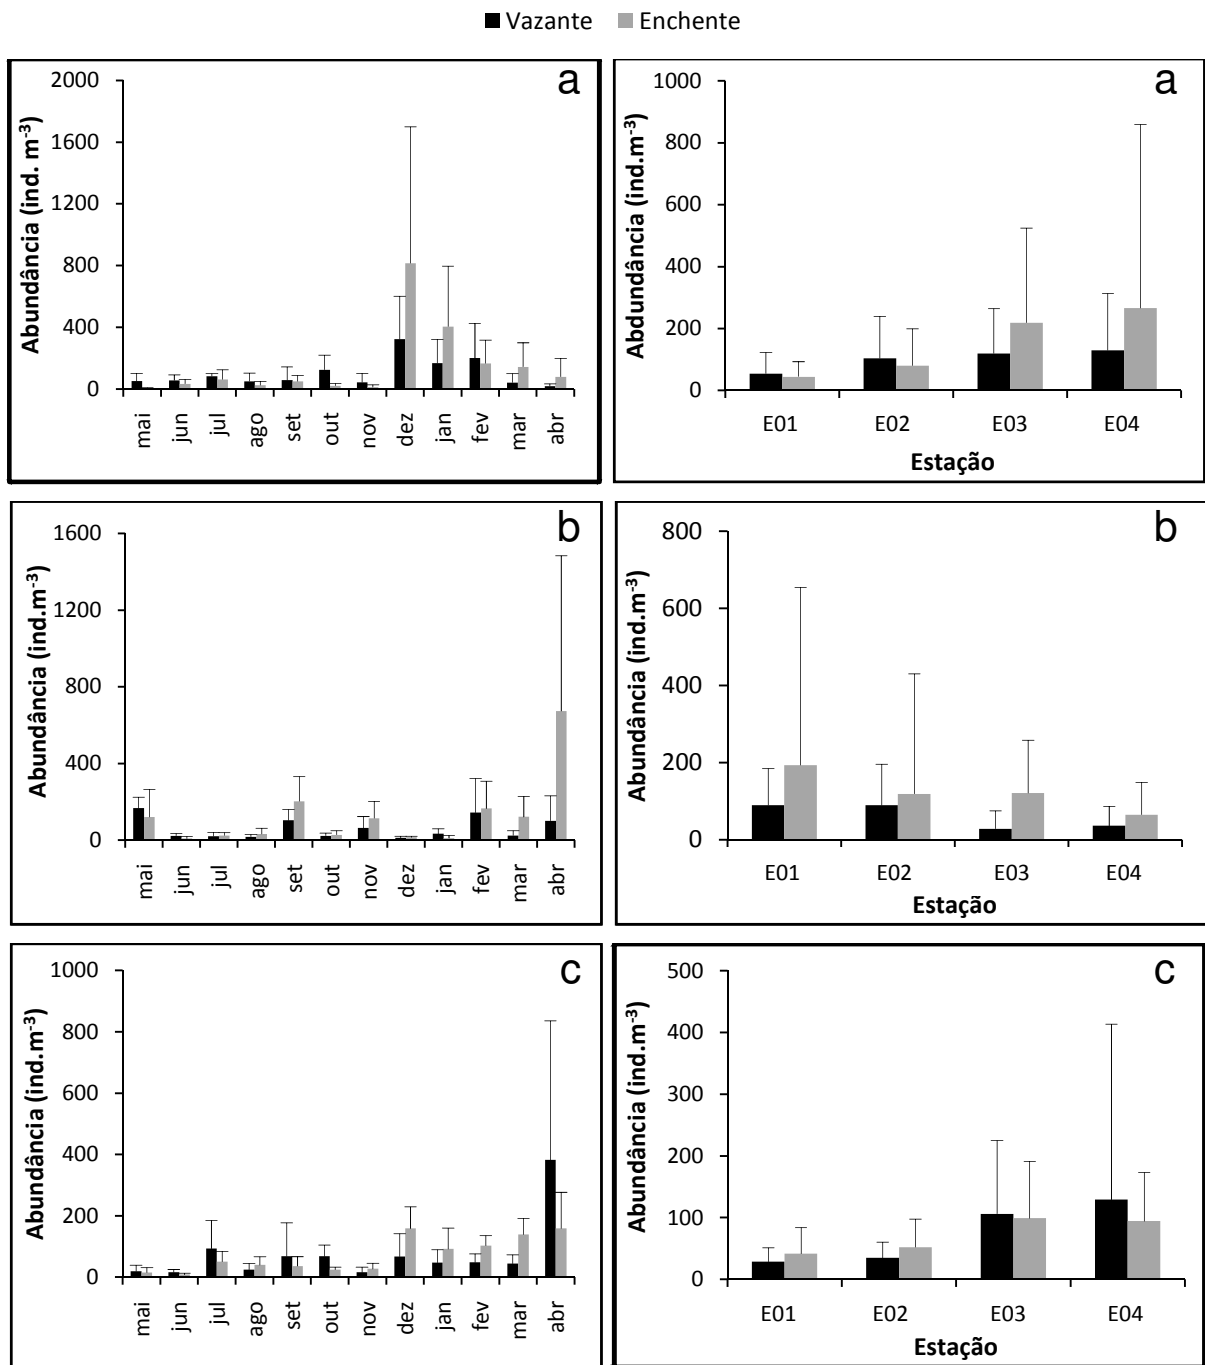 Vazante Enchente
a
Abundância (ind. m⁻³)
2000
1600
1200
800
400
0
mai jun jul ago set out nov dez jan fev mar abr
a
Abdundância (ind.m⁻³)
1000
800
600
400
200
0
E01 E02 E03 E04
Estação
b
Abundância (ind.m⁻³)
1600
1200
800
400
0
mai jun jul ago set out nov dez jan fev mar abr
b
Abundância (ind.m⁻³)
800
600
400
200
0
E01 E02 E03 E04
Estação
c
Abundância (ind.m⁻³)
1000
800
600
400
200
0
mai jun jul ago set out nov dez jan fev mar abr
c
Abundância (ind.m⁻³)
500
400
300
200
100
0
E01 E02 E03 E04
Estação